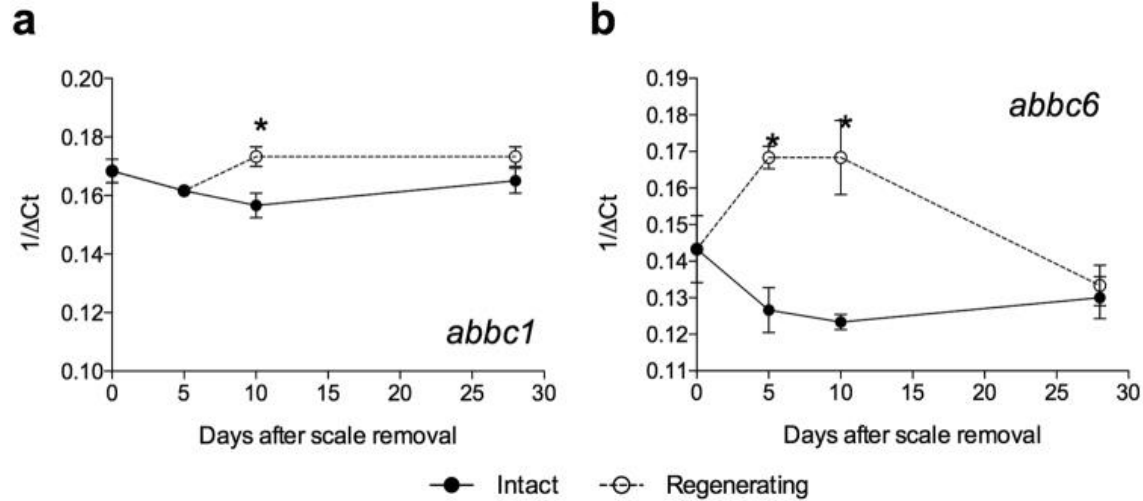 a
0.20
0.18
0.16
0.14
0.12
0.10
1/ΔCt
*
abbc1
0 5 10 15 20 25 30
Days after scale removal
b
0.19
0.18
0.17
0.16
0.15
0.14
0.13
0.12
0.11
1/ΔCt
* *
abbc6
0 5 10 15 20 25 30
Days after scale removal
Intact Regenerating